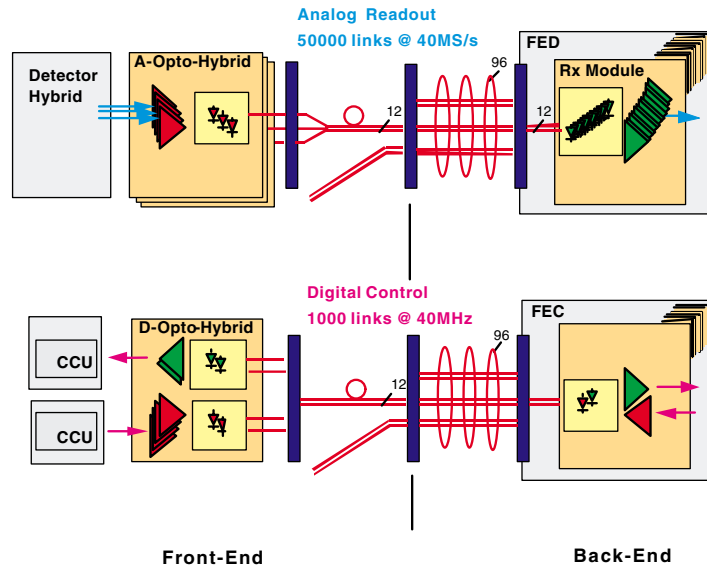 Analog Readout
50000 links @ 40MS/s
Detector
Hybrid
A-Opto-Hybrid
12
96
12
FED
Rx Module
Digital Control
1000 links @ 40MHz
CCU
CCU
D-Opto-Hybrid
12
96
FEC
Front-End
Back-End